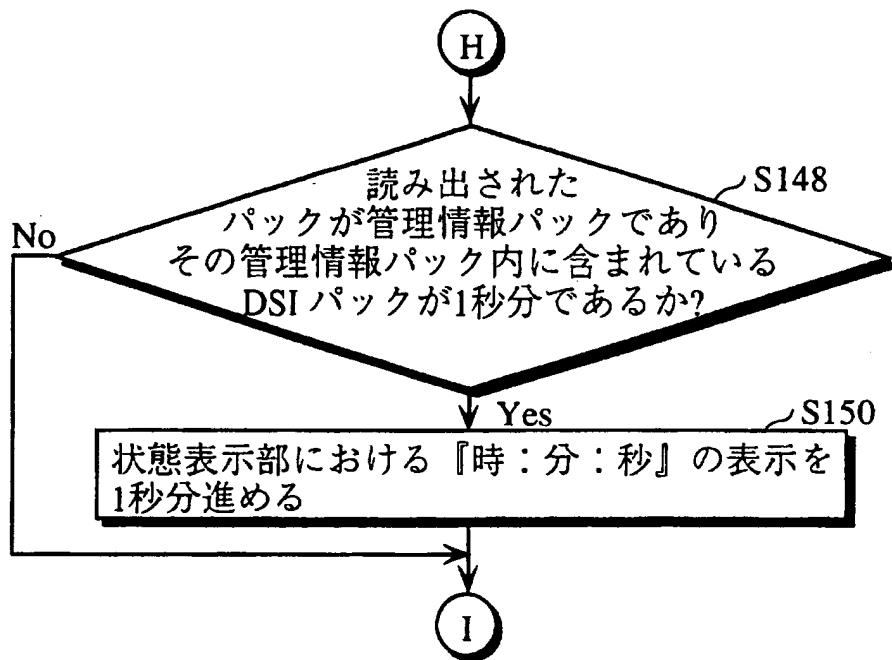 H
読み出された
パックが管理情報パックであり
その管理情報パック内に含まれている
DSI パックが1秒分であるか?
S148
No
Yes
S150
状態表示部における『時：分：秒』の表示を
1秒分進める
I